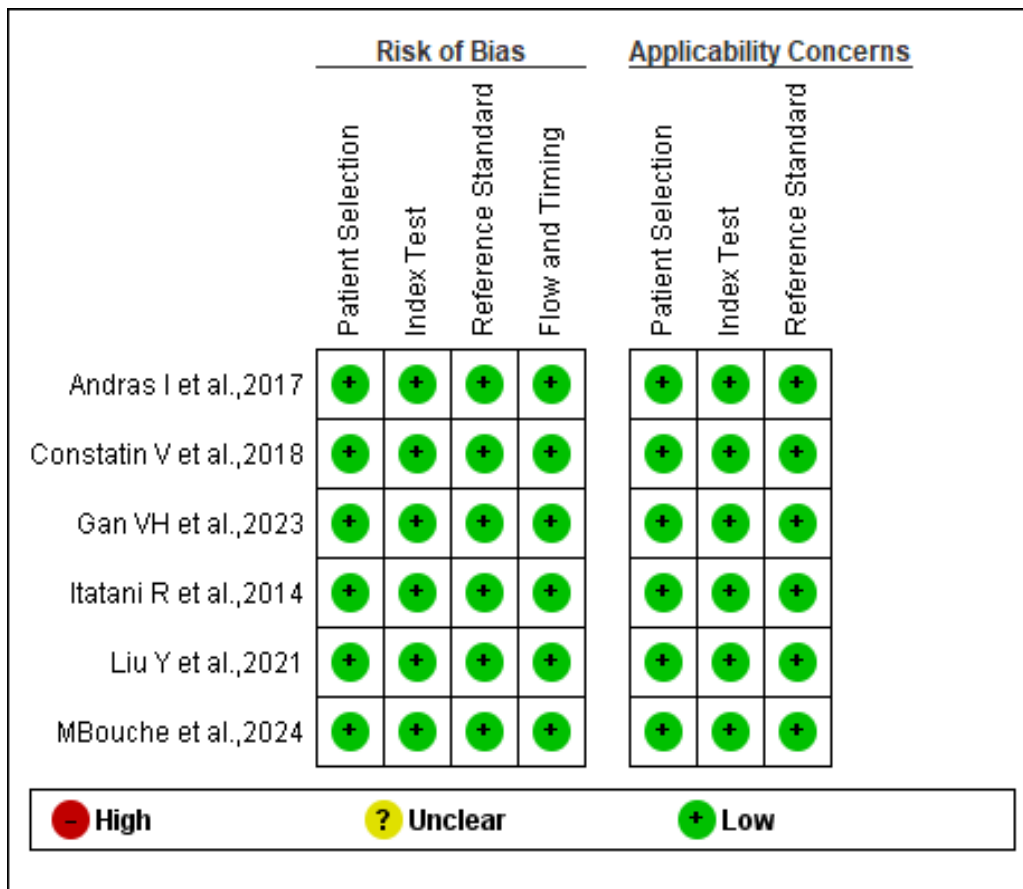 Risk of Bias
Applicability Concerns
Patient Selection
Index Test
Reference Standard
Flow and Timing
Patient Selection
Index Test
Reference Standard
Andras I et al.,2017 + + + + + + +
Constatin V et al.,2018 + + + + + + +
Gan VH et al.,2023 + + + + + + +
Itatani R et al.,2014 + + + + + + +
Liu Y et al.,2021 + + + + + + +
MBouche et al.,2024 + + + + + + +
- High ? Unclear + Low